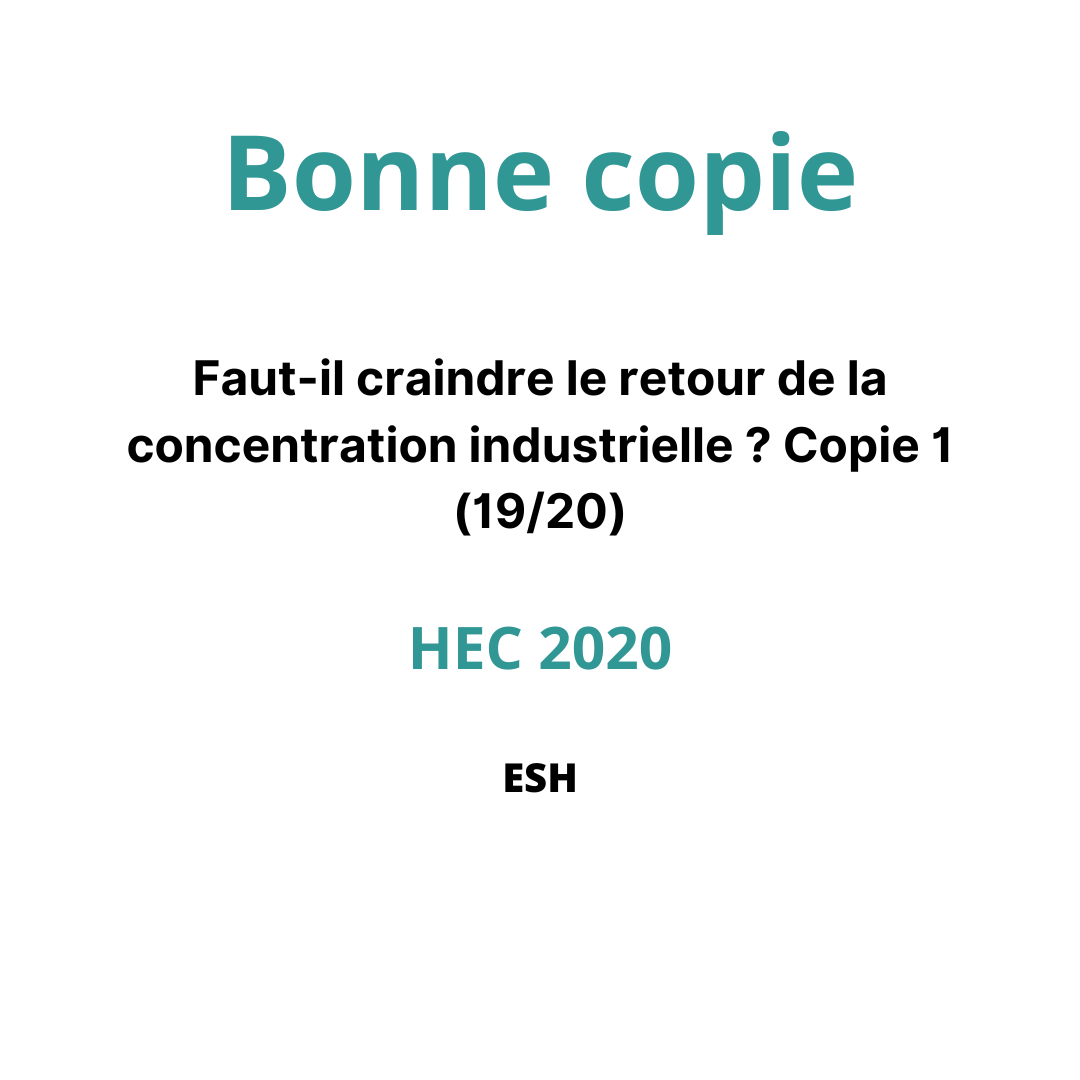 Bonne copie
Faut-il craindre le retour de la
concentration industrielle ? Copie 1
(19/20)
HEC 2020
ESH